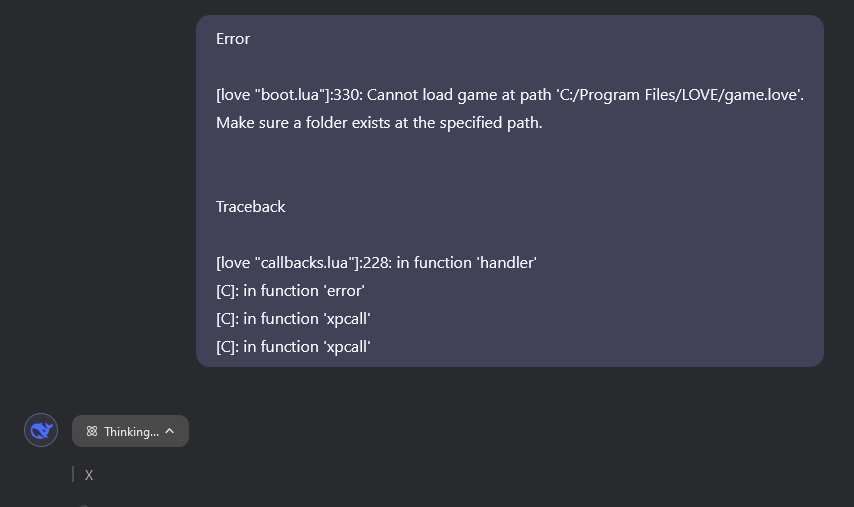 Error
[love "boot.lua"]:330: Cannot load game at path 'C:/Program Files/LOVE/game.love'.
Make sure a folder exists at the specified path.
Traceback
[love "callbacks.lua"]:228: in function 'handler'
[C]: in function 'error'
[C]: in function 'xpcall'
[C]: in function 'xpcall'
Thinking...
X